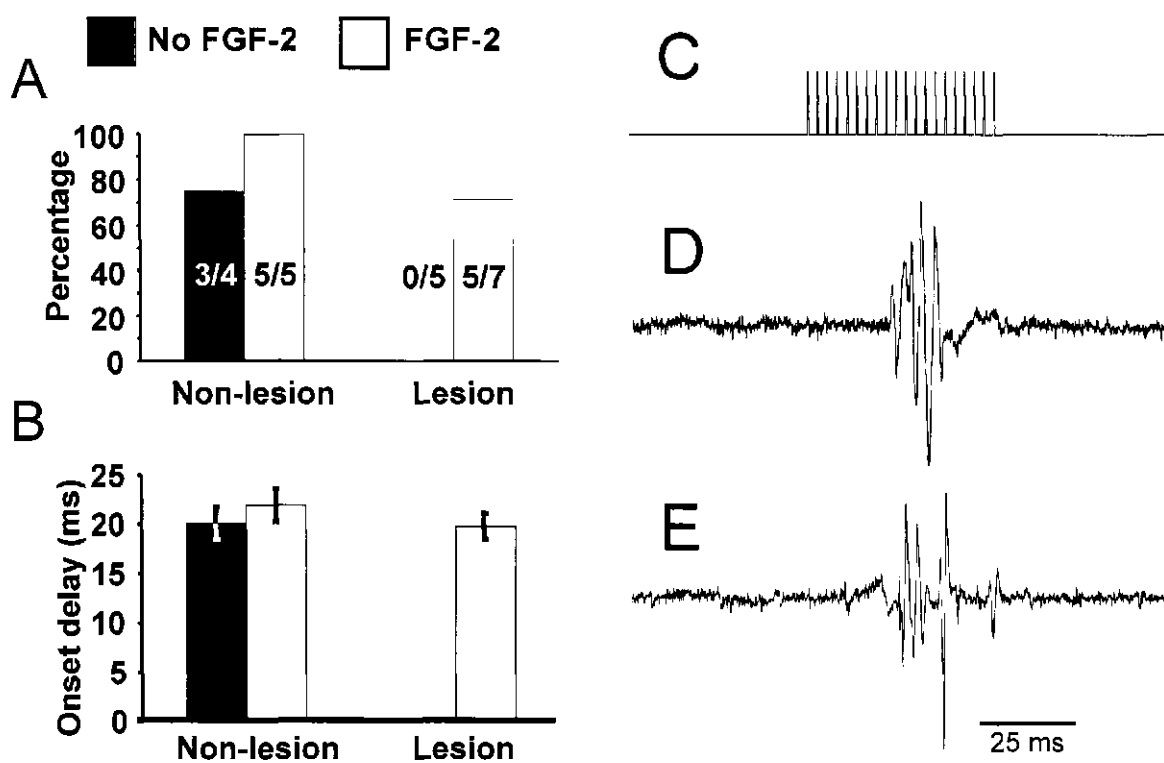 No FGF-2 FGF-2
A
Percentage
100
80
60
40
20
0
3/4 5/5 0/5 5/7
Non-lesion Lesion
B
Onset delay (ms)
25
20
15
10
5
0
Non-lesion Lesion
C
D
E
25 ms